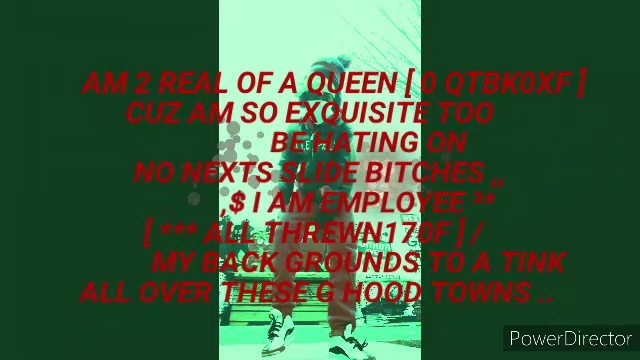 AM 2 REAL OF A QUEEN [ 0 QTBK0XF ]
CUZ AM SO EXQUISITE TOO
BE HATING ON
NO NEXTS SLIDE BITCHES ,,
,$ I AM EMPLOYEE ⁵*
[ *** ALL THREWN170F ] /
MY BACK GROUNDS TO A TINK
ALL OVER THESE G HOOD TOWNS ..
PowerDirector